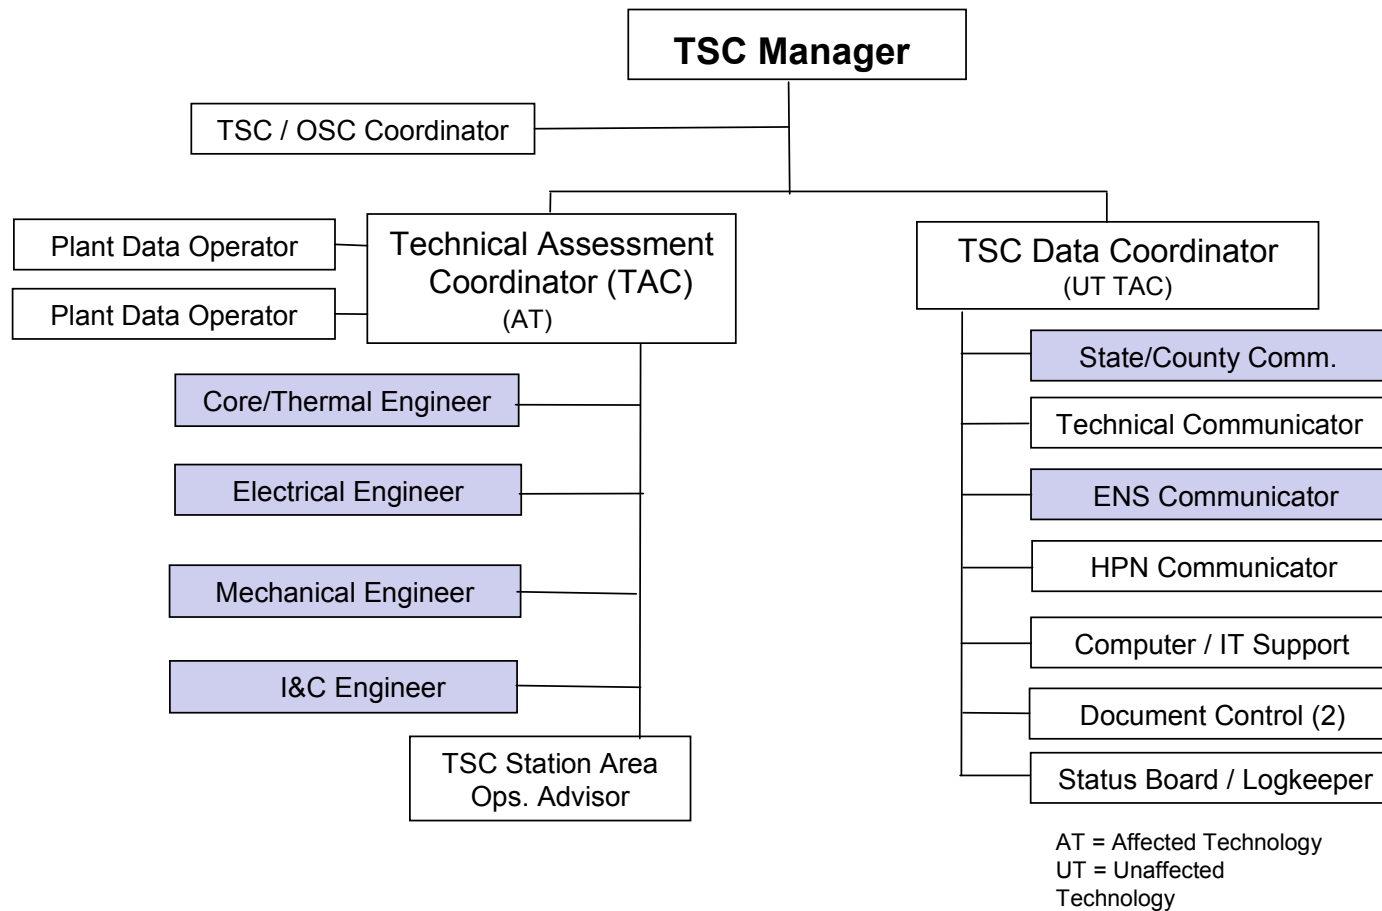 TSC Manager
TSC / OSC Coordinator
Plant Data Operator
Plant Data Operator
Technical Assessment
Coordinator (TAC)
(AT)
Core/Thermal Engineer
Electrical Engineer
Mechanical Engineer
I&C Engineer
TSC Station Area
Ops. Advisor
TSC Data Coordinator
(UT TAC)
State/County Comm.
Technical Communicator
ENS Communicator
HPN Communicator
Computer / IT Support
Document Control (2)
Status Board / Logkeeper
AT = Affected Technology
UT = Unaffected
Technology